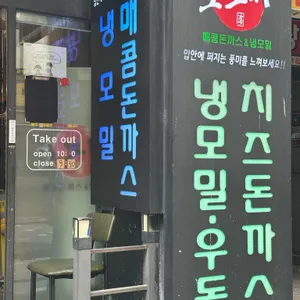 매콤돈까스&냉모밀
입안에 퍼지는 풍미를 느껴보세요!!
매콤돈까스
냉모밀
치즈돈까스
냉모밀·우동
Take out
open 10:
close